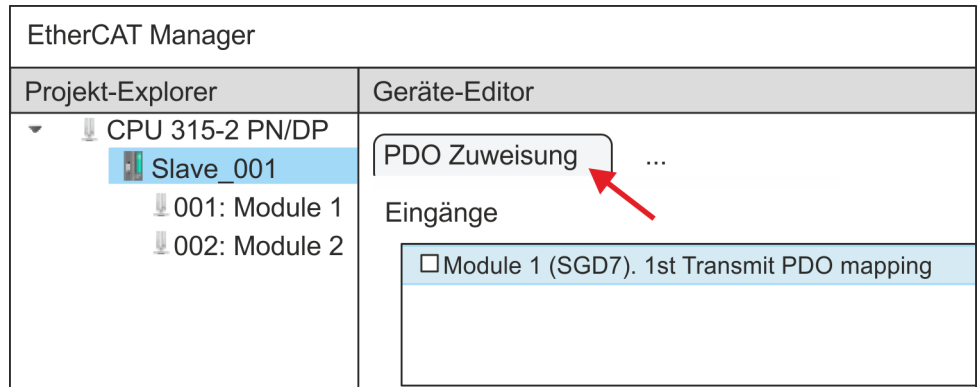 EtherCAT Manager
Projekt-Explorer
Geräte-Editor
CPU 315-2 PN/DP
Slave_001
001: Module 1
002: Module 2
PDO Zuweisung
...
Eingänge
Module 1 (SGD7). 1st Transmit PDO mapping